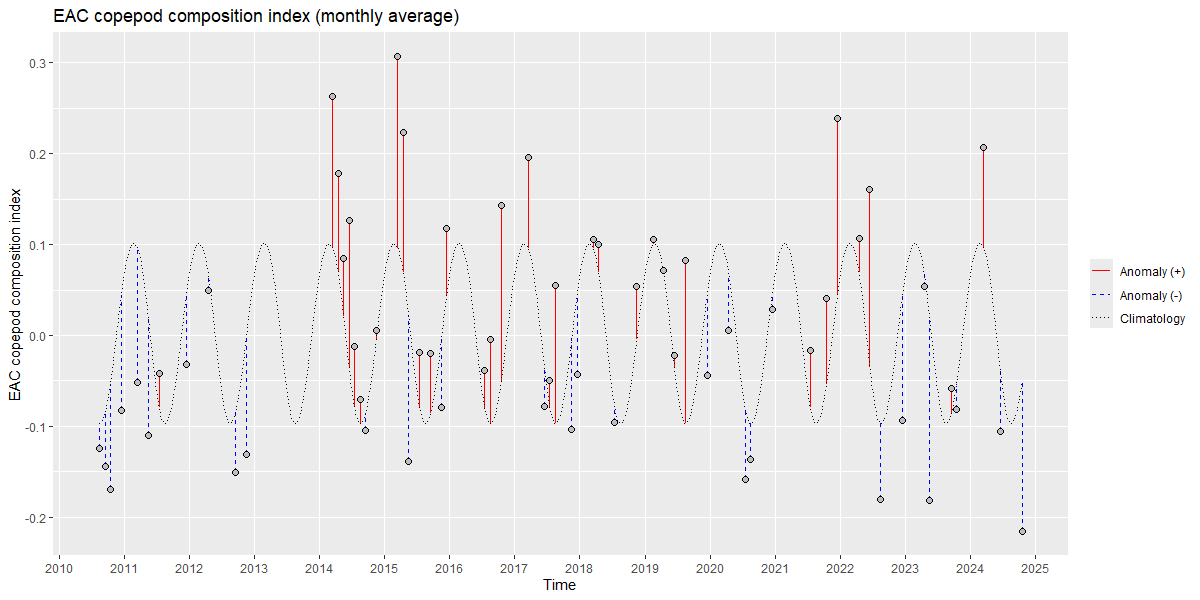 EAC copepod composition index (monthly average)
EAC copepod composition index
0.3
0.2
0.1
0.0
-0.1
-0.2
2010 2011 2012 2013 2014 2015 2016 2017 2018 2019 2020 2021 2022 2023 2024 2025
Time
Anomaly (+)
Anomaly (-)
Climatology